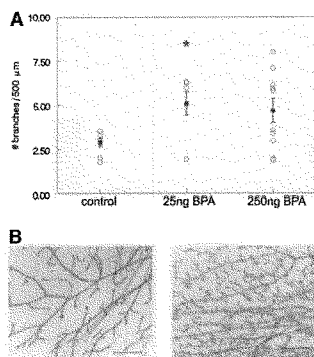 A
10.00
7.50
5.00
2.50
0.00
# branches/500 μm
control 25ng BPA 250ng BPA
B